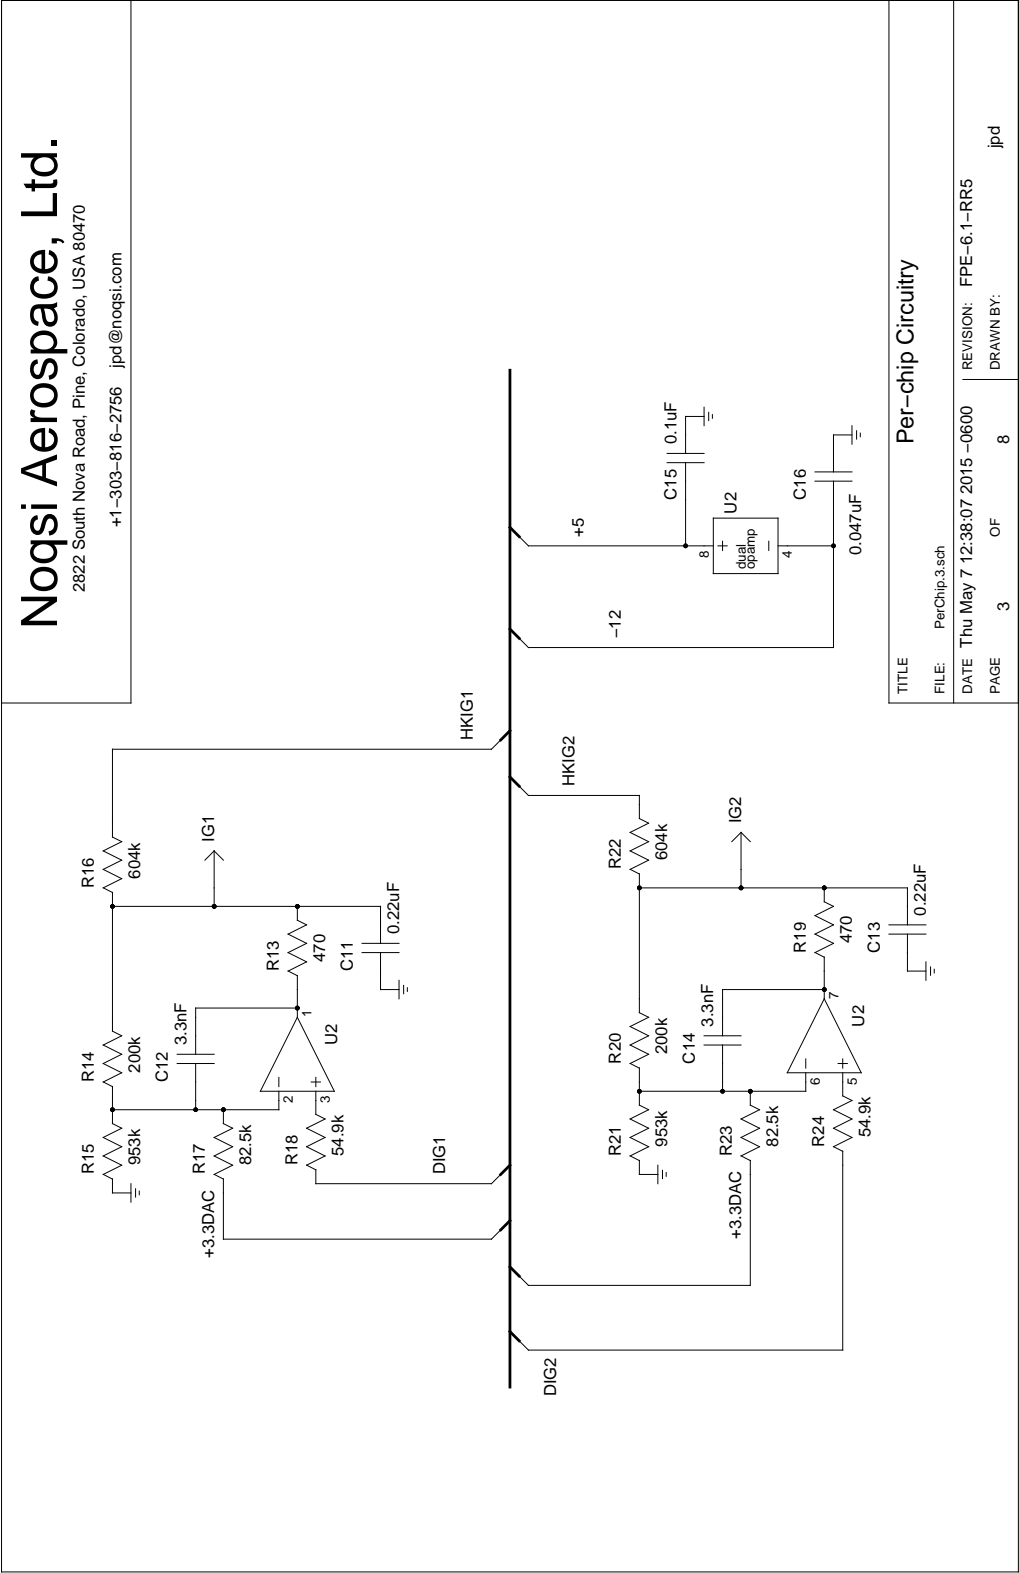 Noqsi Aerospace, Ltd.
2822 South Nova Road, Pine, Colorado, USA 80470
+1−303−816−2756 jpd@noqsi.com
R15
953k
R14
200k
R16
604k
C12
3.3nF
+3.3DAC
R17
82.5k
R18
54.9k
2
3
1
U2
R13
470
C11
0.22uF
IG1
DIG1
HKIG1
DIG2
HKIG2
−12
+5
R21
953k
R20
200k
R22
604k
C14
3.3nF
+3.3DAC
R23
82.5k
R24
54.9k
6
5
7
U2
R19
470
C13
0.22uF
IG2
C15
0.1uF
8
+
dual
opamp
−
4
U2
C16
0.047uF
TITLE
Per−chip Circuitry
FILE: PerChip.3.sch
DATE Thu May 7 12:38:07 2015 −0600
REVISION: FPE−6.1−RR5
PAGE 3 OF 8
DRAWN BY: jpd